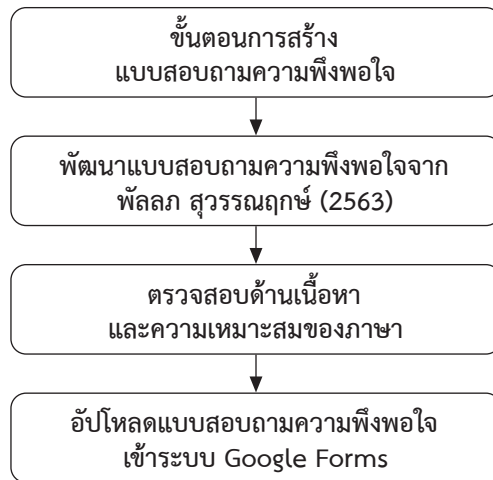 ขั้นตอนการสร้าง
แบบสอบถามความพึงพอใจ
พัฒนาแบบสอบถามความพึงพอใจจาก
พัลลภ สุวรรณฤกษ์ (2563)
ตรวจสอบด้านเนื้อหา
และความเหมาะสมของภาษา
อัปโหลดแบบสอบถามความพึงพอใจ
เข้าระบบ Google Forms